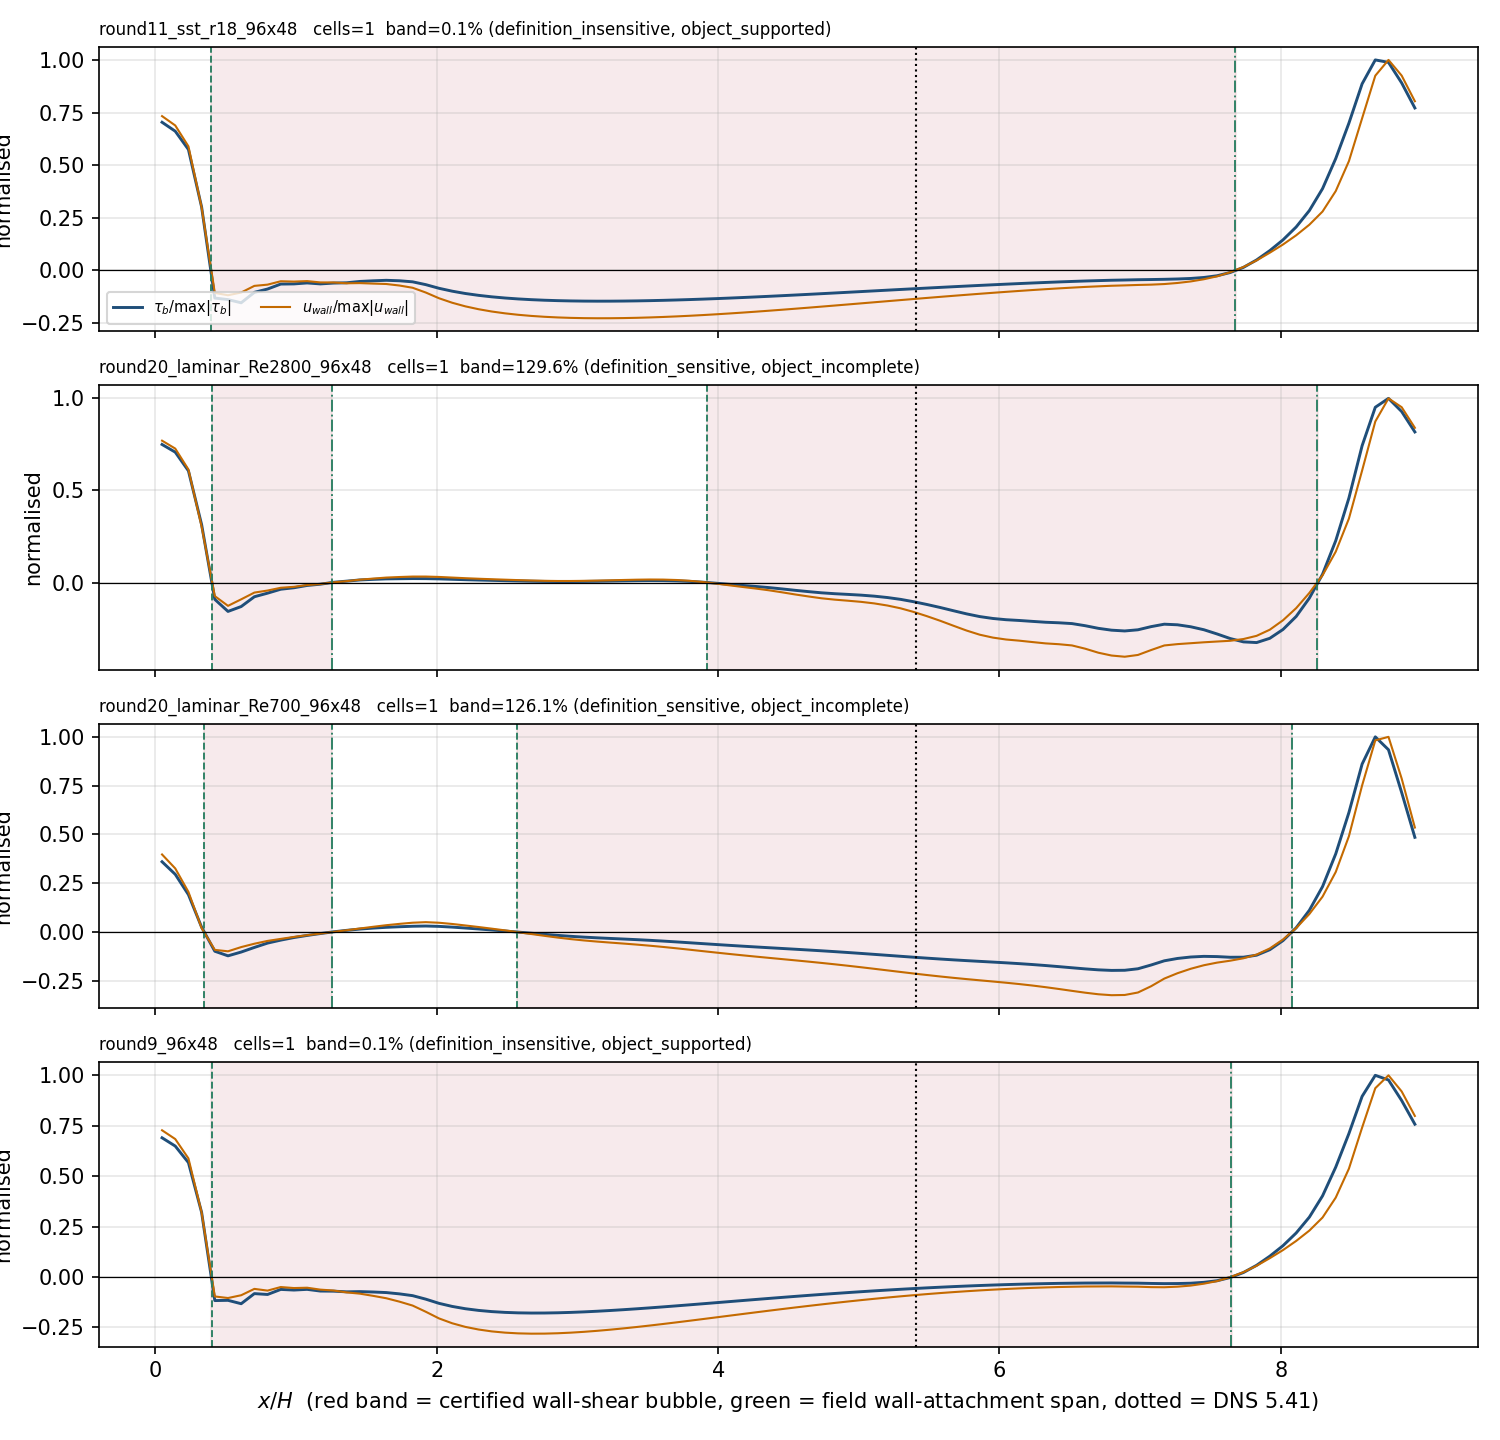 round11_sst_r18_96x48 cells=1 band=0.1% (definition_insensitive, object_supported)
1.00
0.75
0.50
0.25
0.00
−0.25
normalised
τb/max|τb|
uwall/max|uwall|
round20_laminar_Re2800_96x48 cells=1 band=129.6% (definition_sensitive, object_incomplete)
1.0
0.5
0.0
normalised
round20_laminar_Re700_96x48 cells=1 band=126.1% (definition_sensitive, object_incomplete)
1.00
0.75
0.50
0.25
0.00
−0.25
normalised
round9_96x48 cells=1 band=0.1% (definition_insensitive, object_supported)
1.00
0.75
0.50
0.25
0.00
−0.25
normalised
0 2 4 6 8
x/H (red band = certified wall-shear bubble, green = field wall-attachment span, dotted = DNS 5.41)